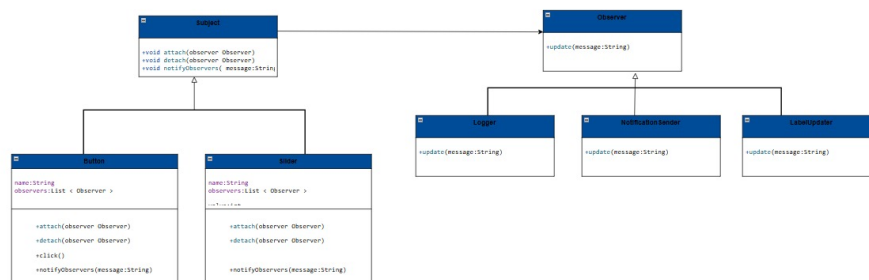 Subject
+void attach(observer Observer)
+void detach(observer Observer)
+void notifyObservers( message:String
Observer
+update(message:String)
Logger
+update(message:String)
NotificationSender
+update(message:String)
LabelUpdater
+update(message:String)
Button
name:String
observers:List < Observer >
+attach(observer Observer)
+detach(observer Observer)
+click()
+notifyObservers(message:String)
Slider
name:String
observers:List < Observer >
+attach(observer Observer)
+detach(observer Observer)
+notifyObservers(message:String)